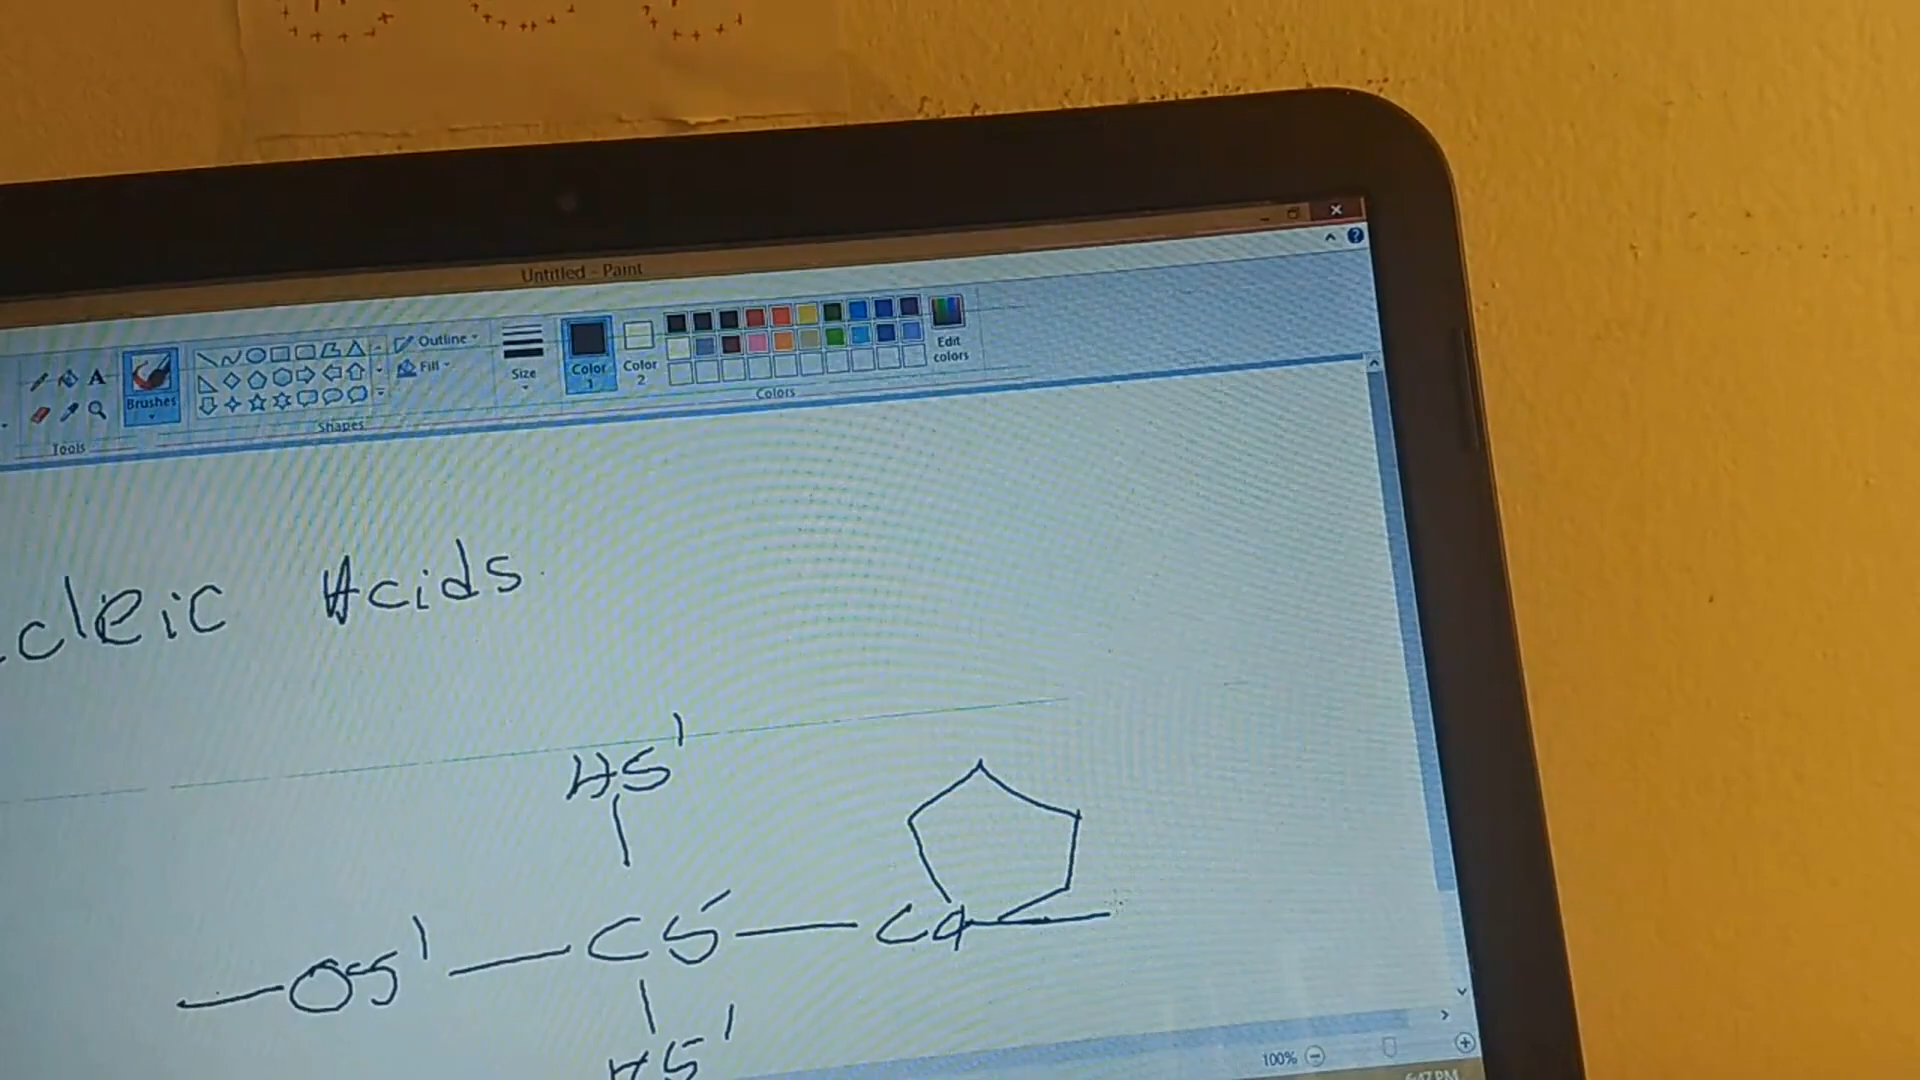 Untitled - Paint
Outline
Fill
Brushes
Size
Color 1
Color 2
Edit colors
Tools
Shapes
Colors
cleic Acids
H5'
O5' C5' C4
H5'
100%